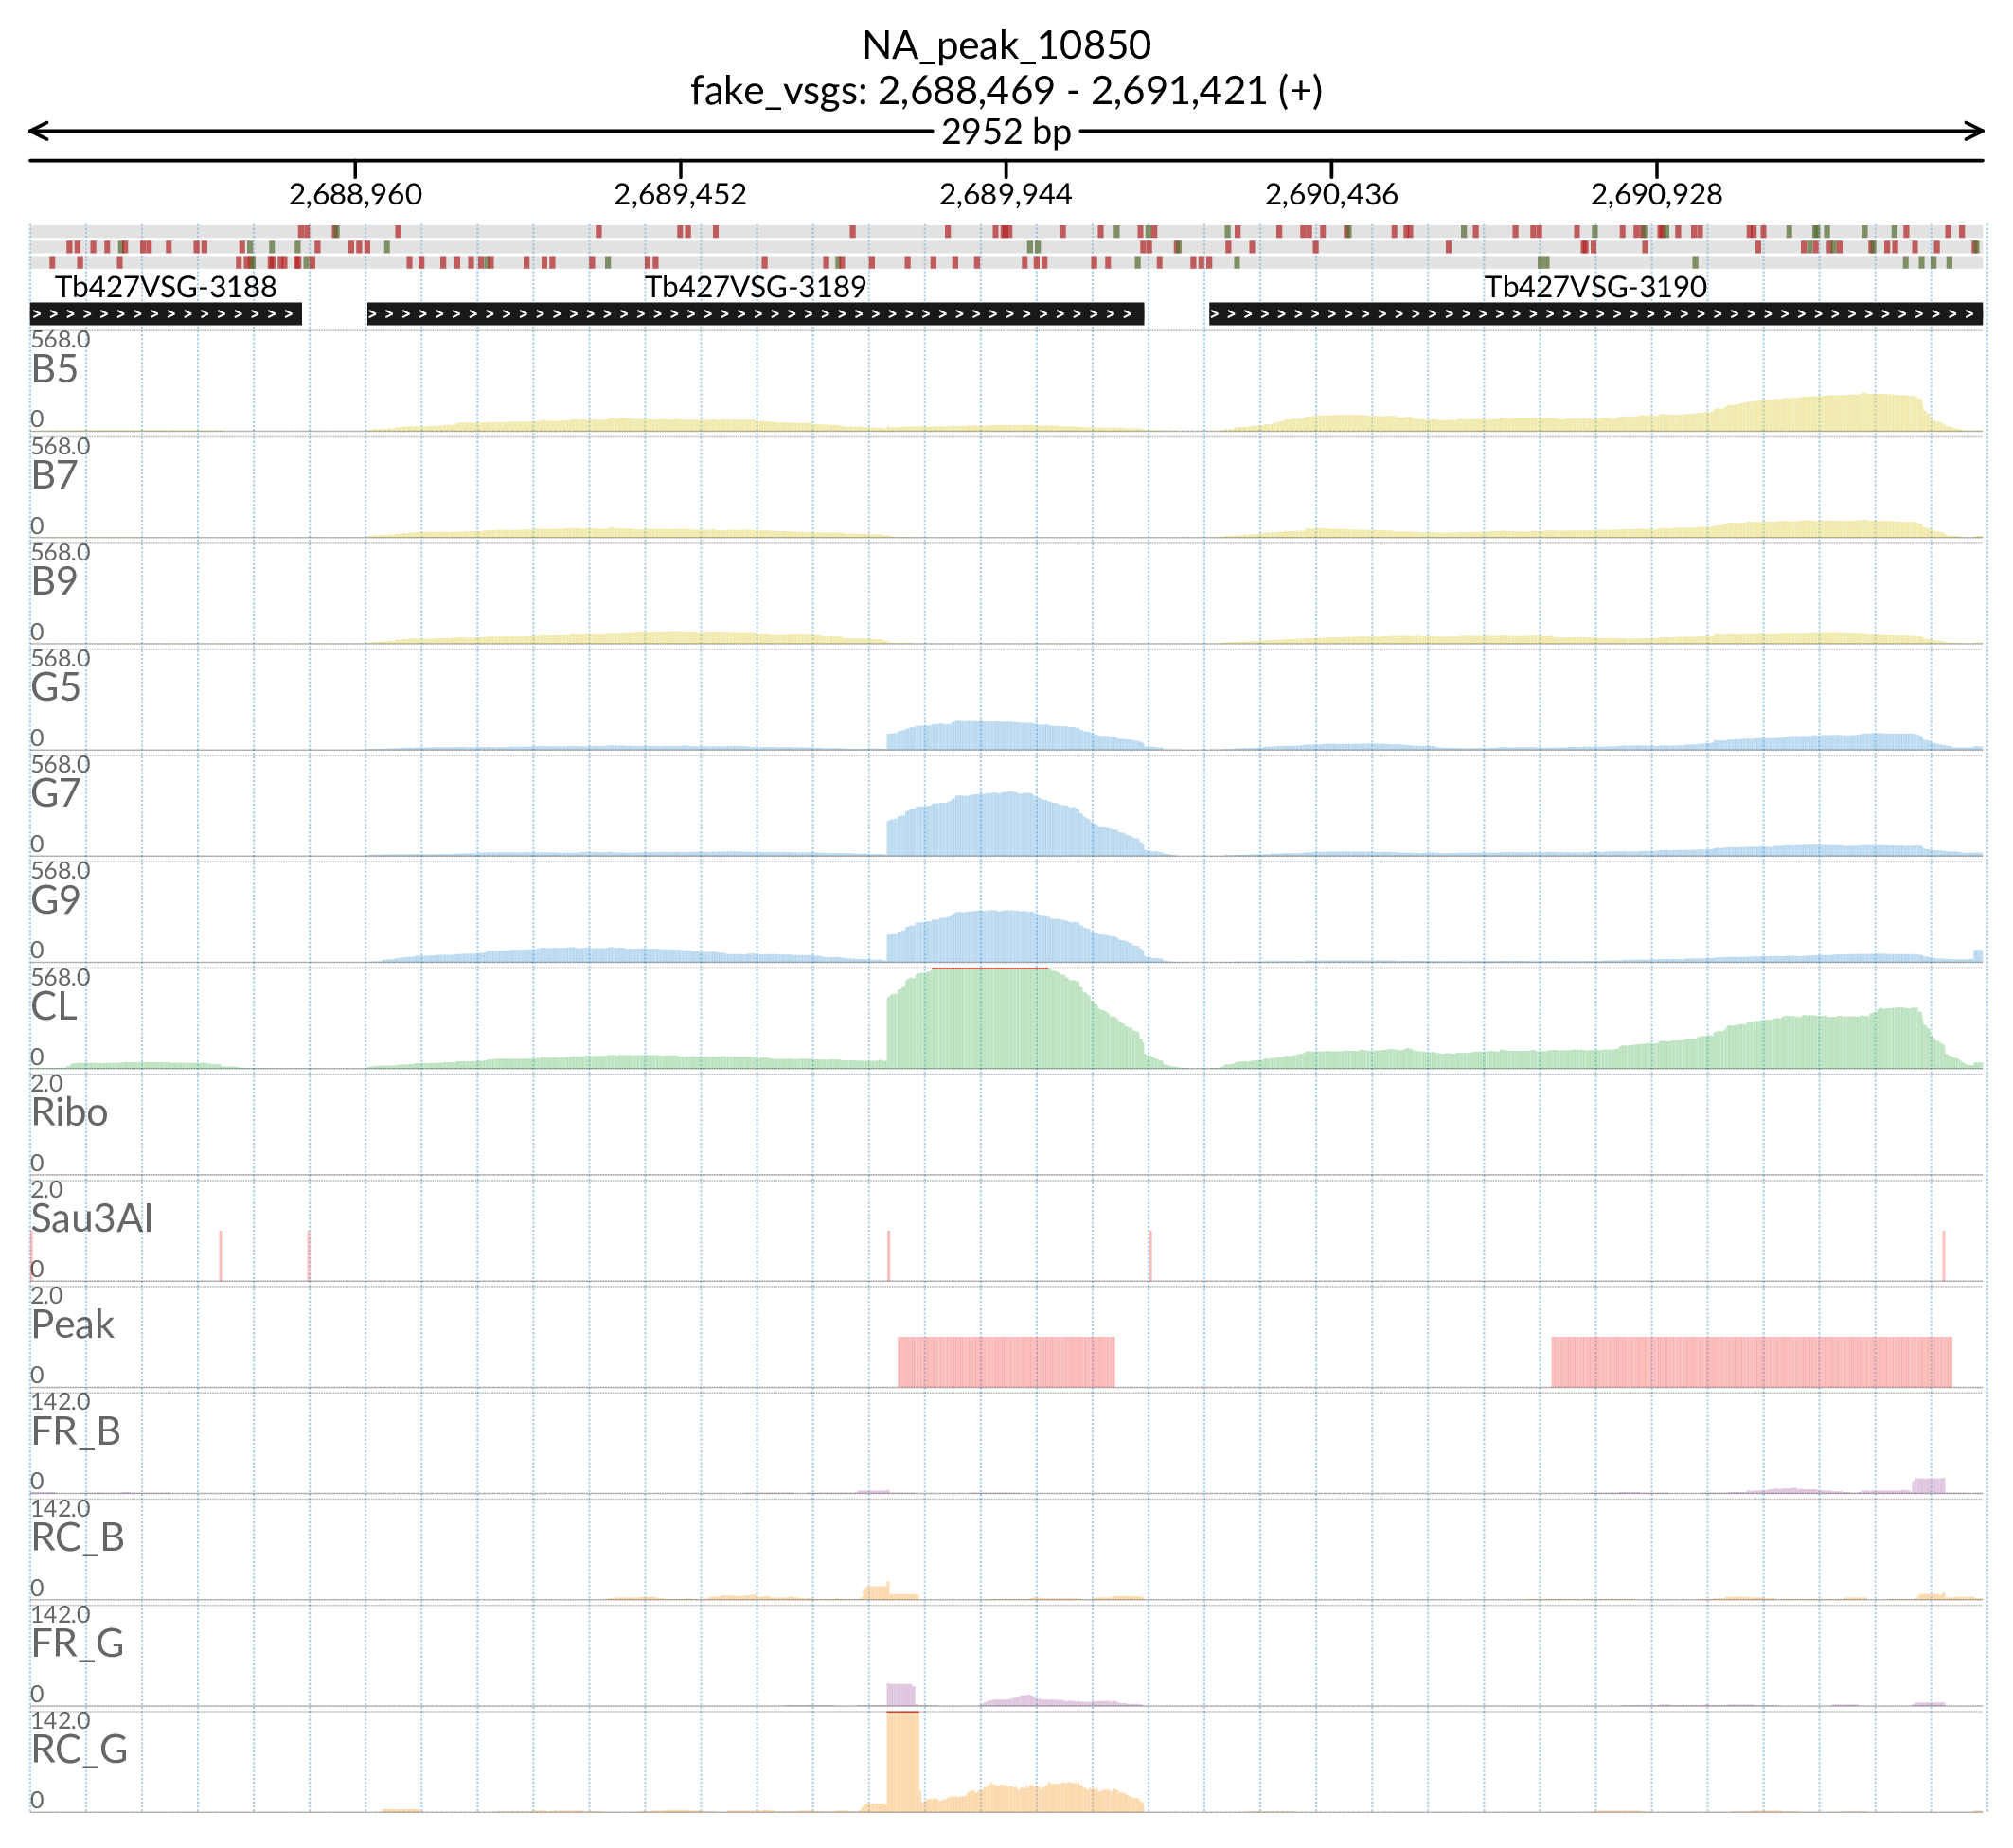 NA_peak_10850
fake_vsgs: 2,688,469 - 2,691,421 (+)
2952 bp
2,688,960 2,689,452 2,689,944 2,690,436 2,690,928
Tb427VSG-3188 Tb427VSG-3189 Tb427VSG-3190
568.0
B5
0
568.0
B7
0
568.0
B9
0
568.0
G5
0
568.0
G7
0
568.0
G9
0
568.0
CL
0
2.0
Ribo
0
2.0
Sau3AI
0
2.0
Peak
0
142.0
FR_B
0
142.0
RC_B
0
142.0
FR_G
0
142.0
RC_G
0